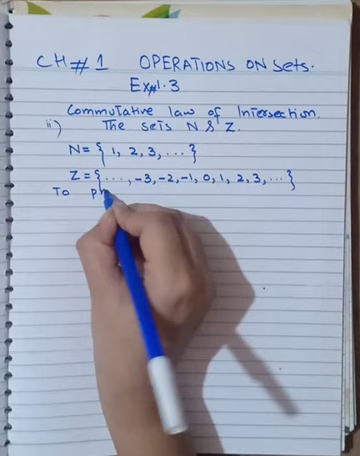 CH # 1 OPERATIONS ON Sets.
Ex 1.3
Commutative law of Intersection.
ii) The sets N & Z.
N = { 1, 2, 3, ... }
Z = { ..., -3, -2, -1, 0, 1, 2, 3, ... }
To Pr